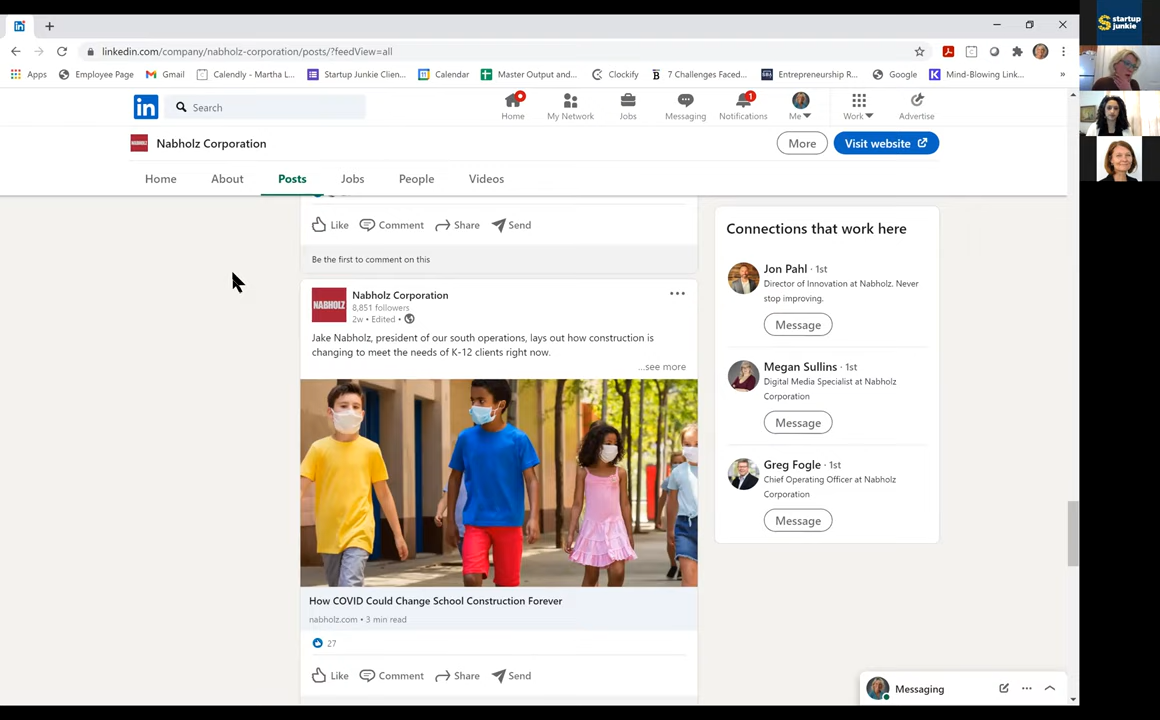 startup
junkie
linkedin.com/company/nabholz-corporation/posts/?feedView=all
Apps Employee Page Gmail Calendly - Martha L... Startup Junkie Clien... Calendar Master Output and... Clockify 7 Challenges Faced... Entrepreneurship R... Google Mind-Blowing Link... »
in Search
Home My Network Jobs Messaging 1 Notifications Me Work Advertise
NABHOLZ Nabholz Corporation More Visit website
Home About Posts Jobs People Videos
Like Comment Share Send
Be the first to comment on this
NABHOLZ
Nabholz Corporation
8,851 followers
2w • Edited •
Jake Nabholz, president of our south operations, lays out how construction is
changing to meet the needs of K-12 clients right now.
...see more
How COVID Could Change School Construction Forever
nabholz.com • 3 min read
27
Like Comment Share Send
Connections that work here
Jon Pahl · 1st
Director of Innovation at Nabholz. Never
stop improving.
Message
Megan Sullins · 1st
Digital Media Specialist at Nabholz
Corporation
Message
Greg Fogle · 1st
Chief Operating Officer at Nabholz
Corporation
Message
Messaging